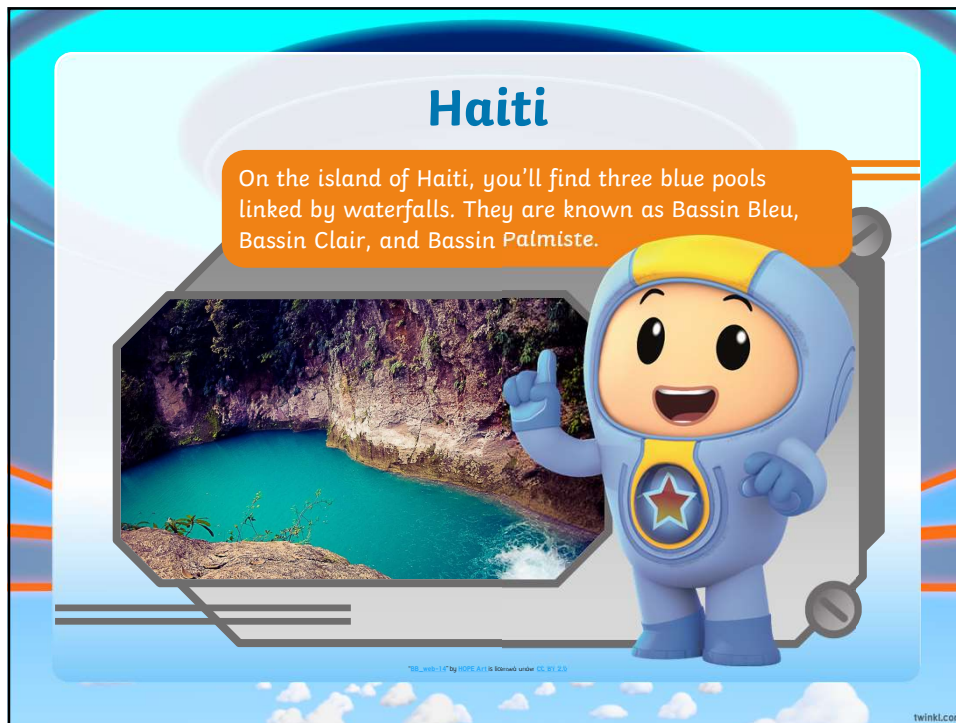 Haiti
On the island of Haiti, you'll find three blue pools
linked by waterfalls. They are known as Bassin Bleu,
Bassin Clair, and Bassin Palmiste.
"BB_web-14" by HOPE Art is licensed under CC BY 2.0
twinkl.co